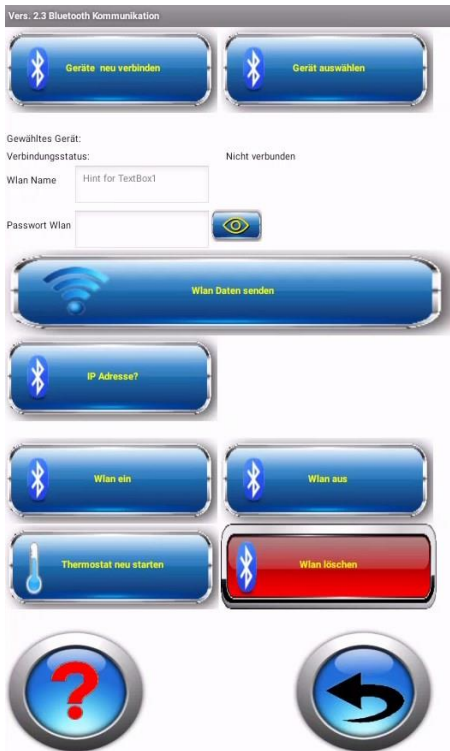 Vers. 2.3 Bluetooth Kommunikation
Geräte neu verbinden
Gerät auswählen
Gewähltes Gerät:
Verbindungsstatus: Nicht verbunden
Wlan Name Hint for TextBox1
Passwort Wlan
Wlan Daten senden
IP Adresse?
Wlan ein
Wlan aus
Thermostat neu starten
Wlan löschen
?